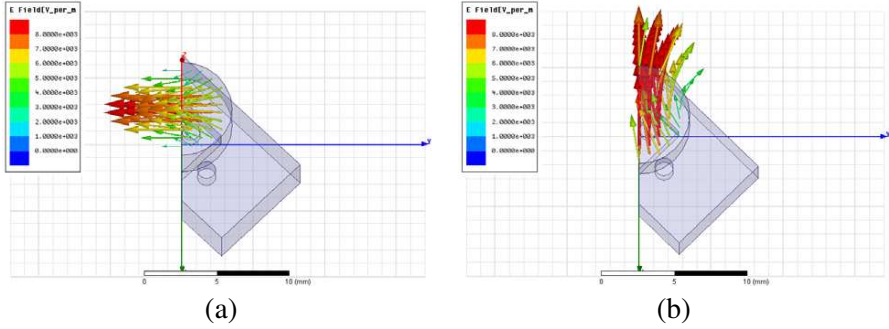 E Field[V_per_m
8.0000e+003
7.0000e+003
6.0000e+003
5.0000e+003
4.0000e+003
3.0000e+003
2.0000e+003
1.0000e+003
0.0000e+000
z
y
0 5 10 (mm)
(a)
E Field[V_per_m
8.0000e+003
7.0000e+003
6.0000e+003
5.0000e+003
4.0000e+003
3.0000e+003
2.0000e+003
1.0000e+003
0.0000e+000
y
0 5 10 (mm)
(b)